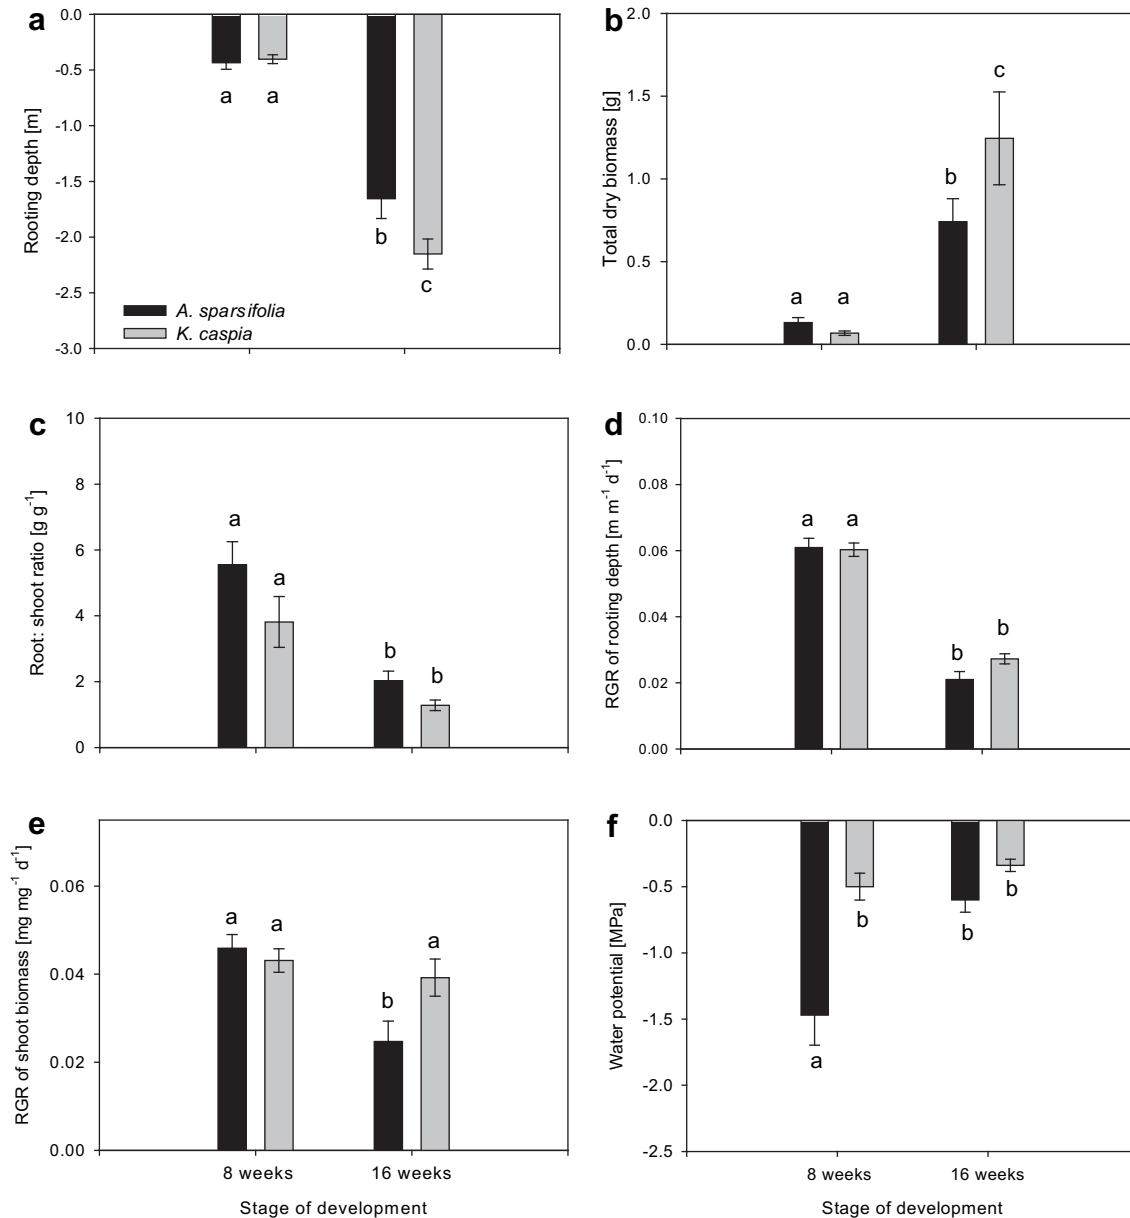 a
0.0
-0.5
-1.0
-1.5
-2.0
-2.5
-3.0
Rooting depth [m]
a a
b
c
A. sparsifolia
K. caspia
b
2.0
1.5
1.0
0.5
0.0
Total dry biomass [g]
a a
b
c
c
10
8
6
4
2
0
Root: shoot ratio [g g⁻¹]
a
a
b b
d
0.10
0.08
0.06
0.04
0.02
0.00
RGR of rooting depth [m m⁻¹ d⁻¹]
a a
b b
e
0.06
0.04
0.02
0.00
RGR of shoot biomass [mg mg⁻¹ d⁻¹]
a a
b
a
8 weeks 16 weeks
Stage of development
f
0.0
-0.5
-1.0
-1.5
-2.0
-2.5
Water potential [MPa]
a
b
b
b
8 weeks 16 weeks
Stage of development